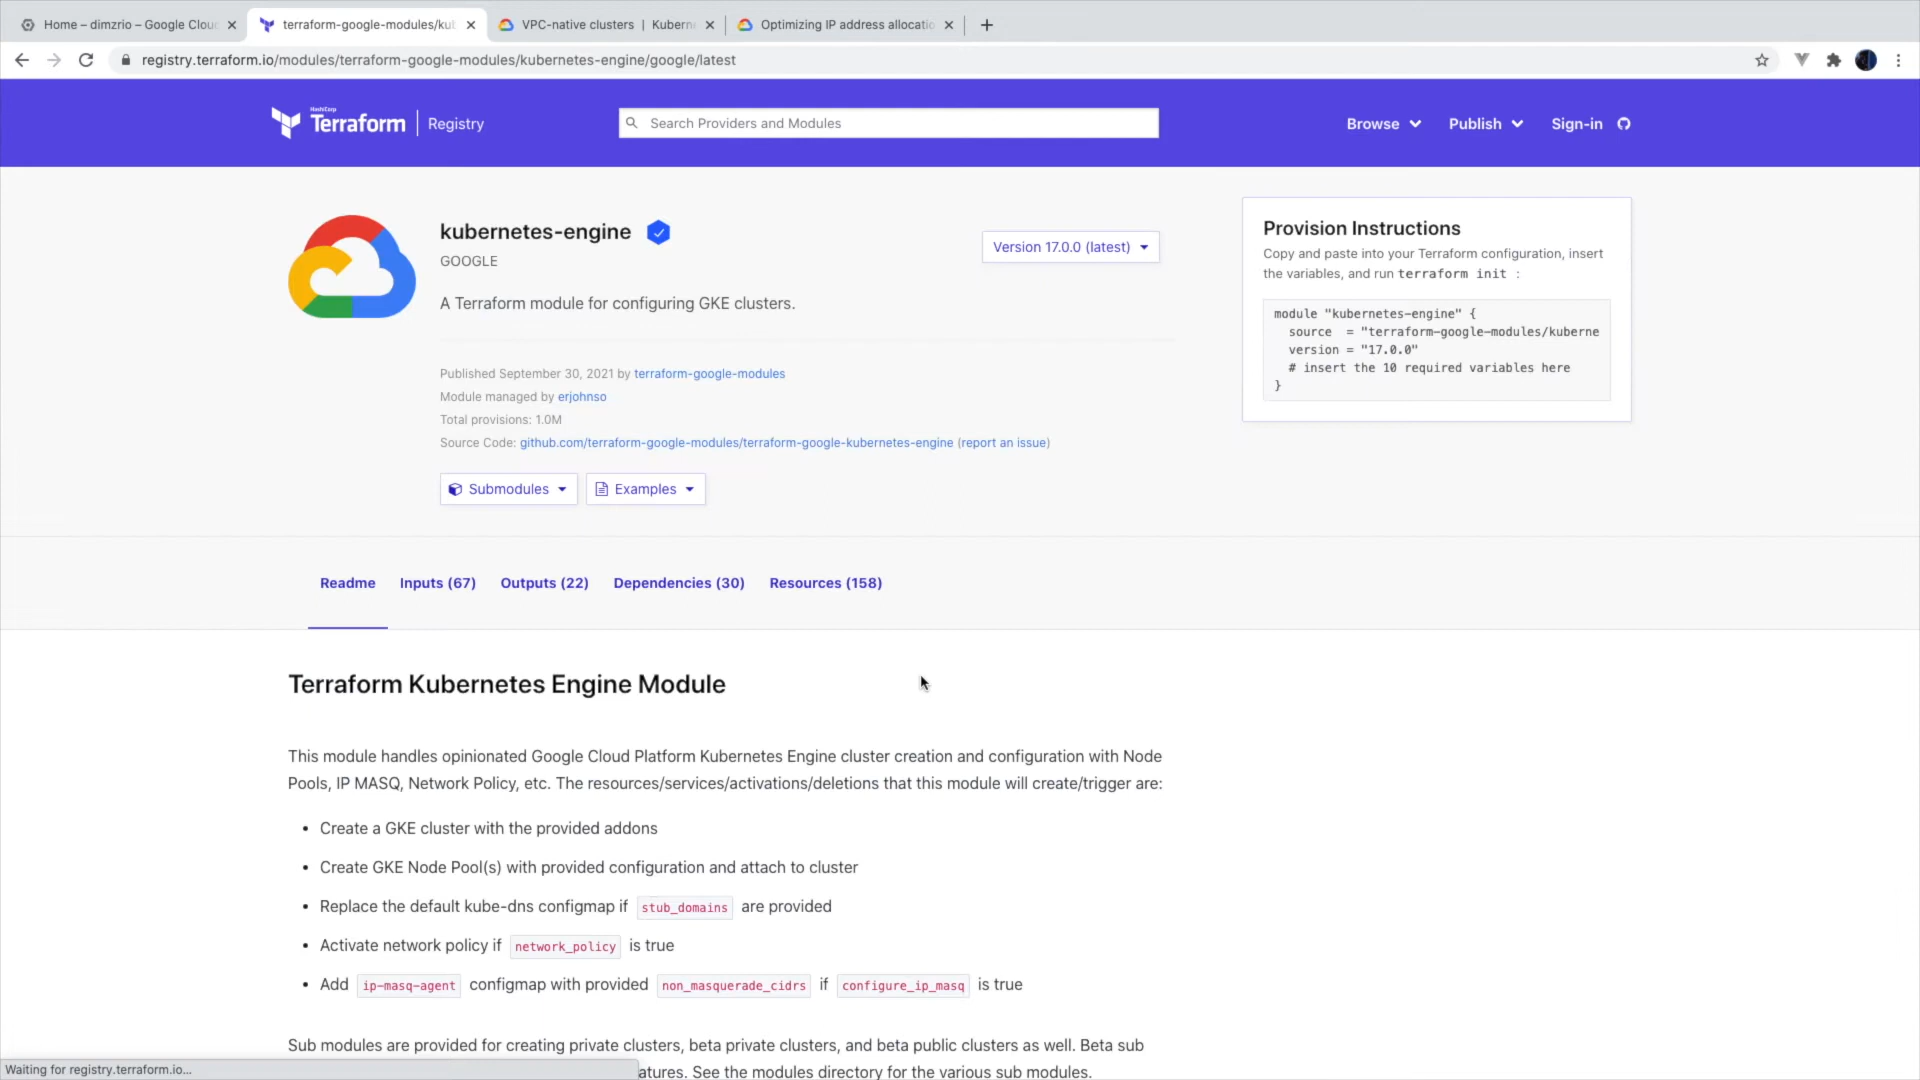 Home – dimzrio – Google Clou
terraform-google-modules/ku
VPC-native clusters | Kuberne
Optimizing IP address allocatio
registry.terraform.io/modules/terraform-google-modules/kubernetes-engine/google/latest
HashiCorp
Terraform
Registry
Search Providers and Modules
Browse
Publish
Sign-in
kubernetes-engine
GOOGLE
A Terraform module for configuring GKE clusters.
Version 17.0.0 (latest)
Published September 30, 2021 by terraform-google-modules
Module managed by erjohnso
Total provisions: 1.0M
Source Code: github.com/terraform-google-modules/terraform-google-kubernetes-engine (report an issue)
Submodules
Examples
Provision Instructions
Copy and paste into your Terraform configuration, insert
the variables, and run terraform init :
module "kubernetes-engine" {
source = "terraform-google-modules/kuberne
version = "17.0.0"
# insert the 10 required variables here
}
Readme
Inputs (67)
Outputs (22)
Dependencies (30)
Resources (158)
Terraform Kubernetes Engine Module
This module handles opinionated Google Cloud Platform Kubernetes Engine cluster creation and configuration with Node
Pools, IP MASQ, Network Policy, etc. The resources/services/activations/deletions that this module will create/trigger are:
• Create a GKE cluster with the provided addons
• Create GKE Node Pool(s) with provided configuration and attach to cluster
• Replace the default kube-dns configmap if stub_domains are provided
• Activate network policy if network_policy is true
• Add ip-masq-agent configmap with provided non_masquerade_cidrs if configure_ip_masq is true
Sub modules are provided for creating private clusters, beta private clusters, and beta public clusters as well. Beta sub
atures. See the modules directory for the various sub modules.
Waiting for registry.terraform.io...